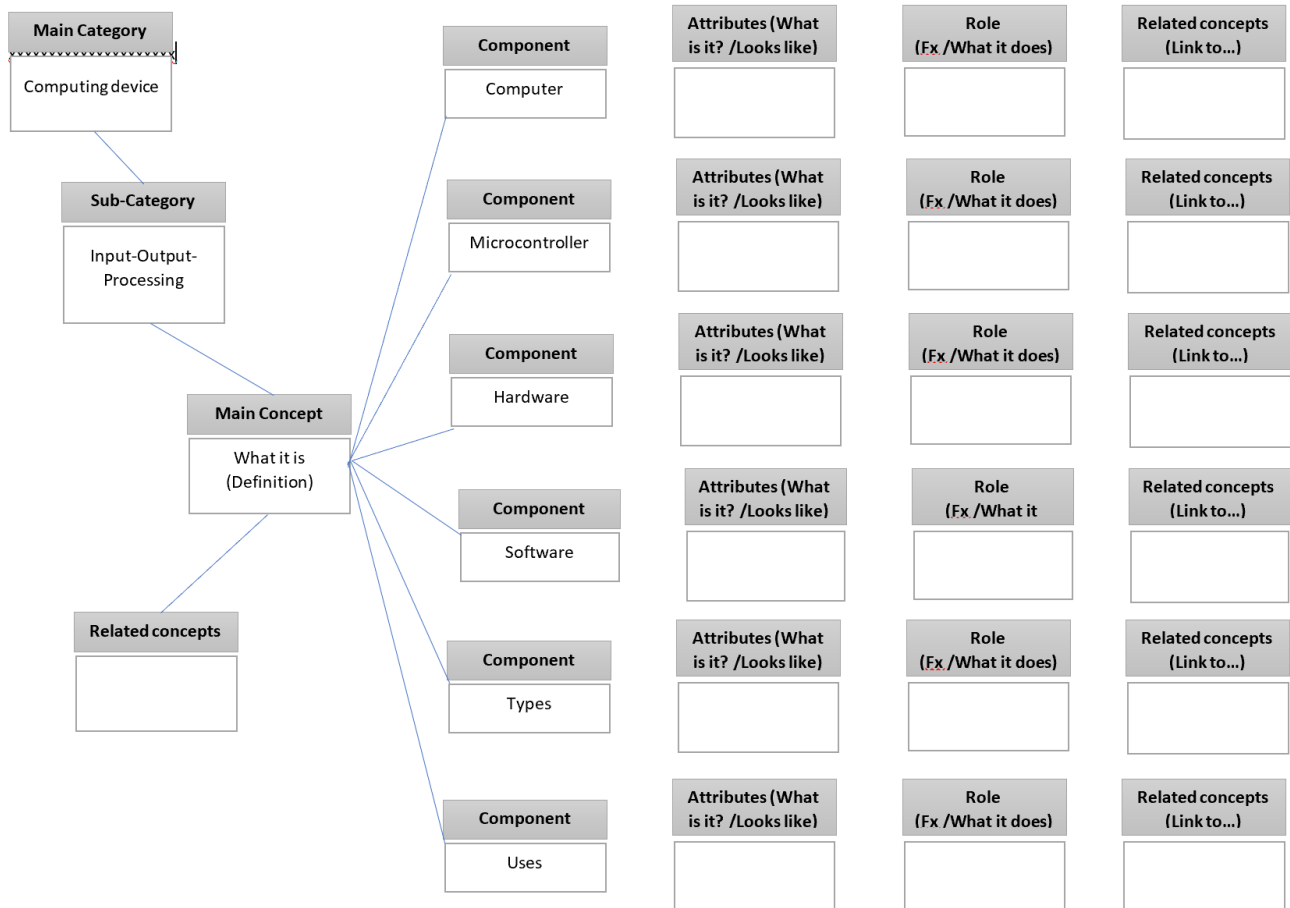 Main Category
Computing device
Sub-Category
Input-Output-
Processing
Main Concept
What it is
(Definition)
Related concepts
Component
Computer
Attributes (What
is it? /Looks like)
Role
(Fx /What it does)
Related concepts
(Link to...)
Component
Microcontroller
Attributes (What
is it? /Looks like)
Role
(Fx /What it does)
Related concepts
(Link to...)
Component
Hardware
Attributes (What
is it? /Looks like)
Role
(Fx /What it does)
Related concepts
(Link to...)
Component
Software
Attributes (What
is it? /Looks like)
Role
(Fx /What it
Related concepts
(Link to...)
Component
Types
Attributes (What
is it? /Looks like)
Role
(Fx /What it does)
Related concepts
(Link to...)
Component
Uses
Attributes (What
is it? /Looks like)
Role
(Fx /What it does)
Related concepts
(Link to...)